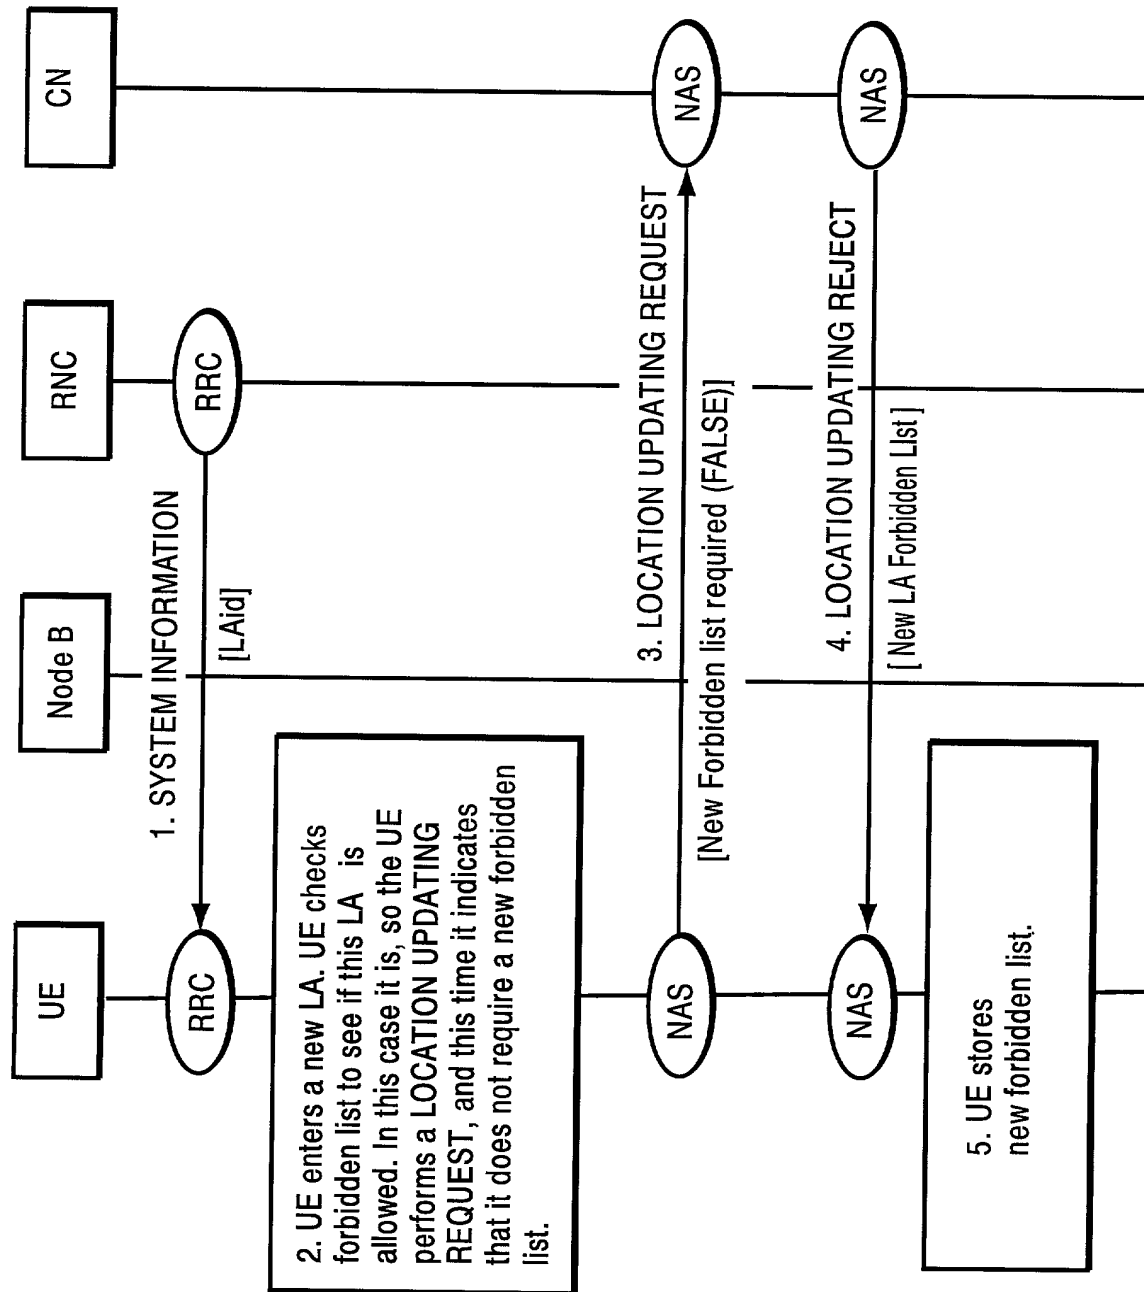 UE
Node B
RNC
CN
1. SYSTEM INFORMATION
RRC
RRC
[LAid]
2. UE enters a new LA. UE checks
forbidden list to see if this LA is
allowed. In this case it is, so the UE
performs a LOCATION UPDATING
REQUEST, and this time it indicates
that it does not require a new forbidden
list.
3. LOCATION UPDATING REQUEST
NAS
NAS
[New Forbidden list required (FALSE)]
4. LOCATION UPDATING REJECT
NAS
NAS
[ New LA Forbidden LIst ]
5. UE stores
new forbidden list.